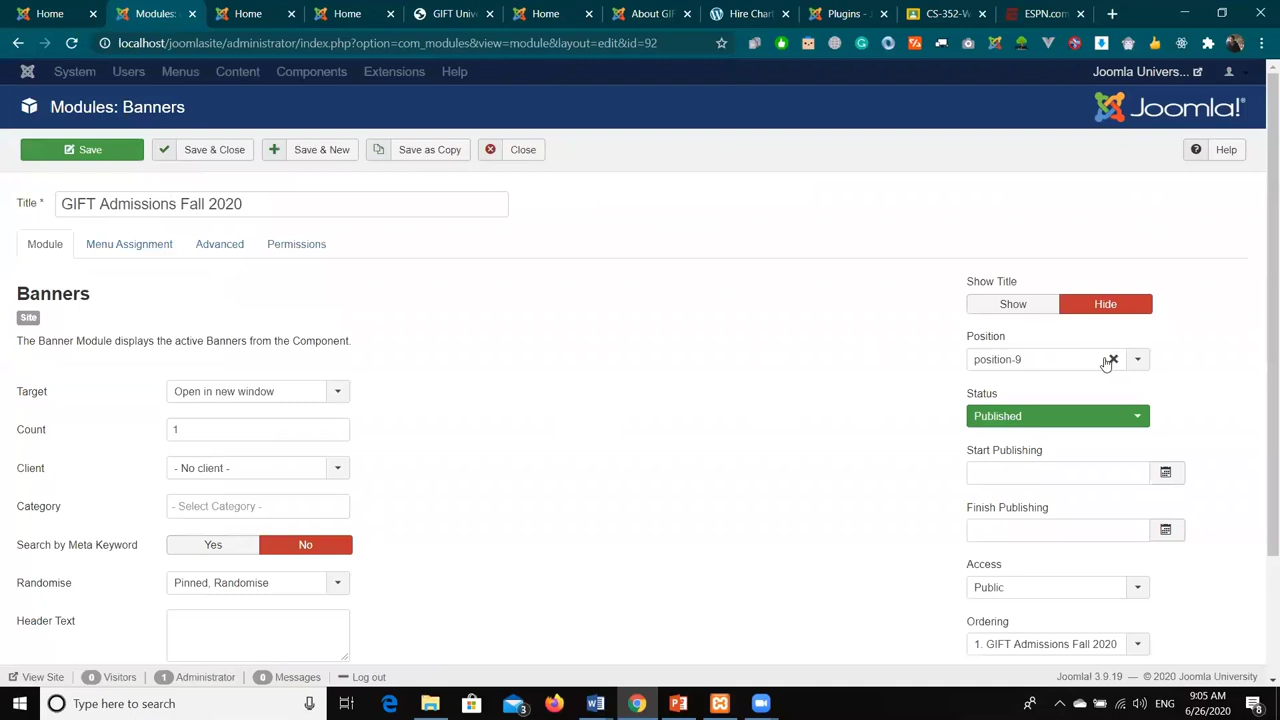 Home
Modules:
Home
Home
GIFT Univ
Home
About GI
Hire Chart
Plugins - J
CS-352-W
ESPN.com
localhost/joomlasite/administrator/index.php?option=com_modules&view=module&layout=edit&id=92
System Users Menus Content Components Extensions Help
Joomla Univers...
Modules: Banners
Joomla!®
Save
Save & Close
Save & New
Save as Copy
Close
Help
Title *
GIFT Admissions Fall 2020
Module
Menu Assignment
Advanced
Permissions
Banners
Site
The Banner Module displays the active Banners from the Component.
Target
Open in new window
Count
1
Client
- No client -
Category
- Select Category -
Search by Meta Keyword
Yes
No
Randomise
Pinned, Randomise
Header Text
Show Title
Show
Hide
Position
position-9
Status
Published
Start Publishing
Finish Publishing
Access
Public
Ordering
1. GIFT Admissions Fall 2020
View Site
0 Visitors
1 Administrator
0 Messages
Log out
Joomla! 3.9.19 — © 2020 Joomla University
Type here to search
3
ENG
9:05 AM
6/26/2020
8